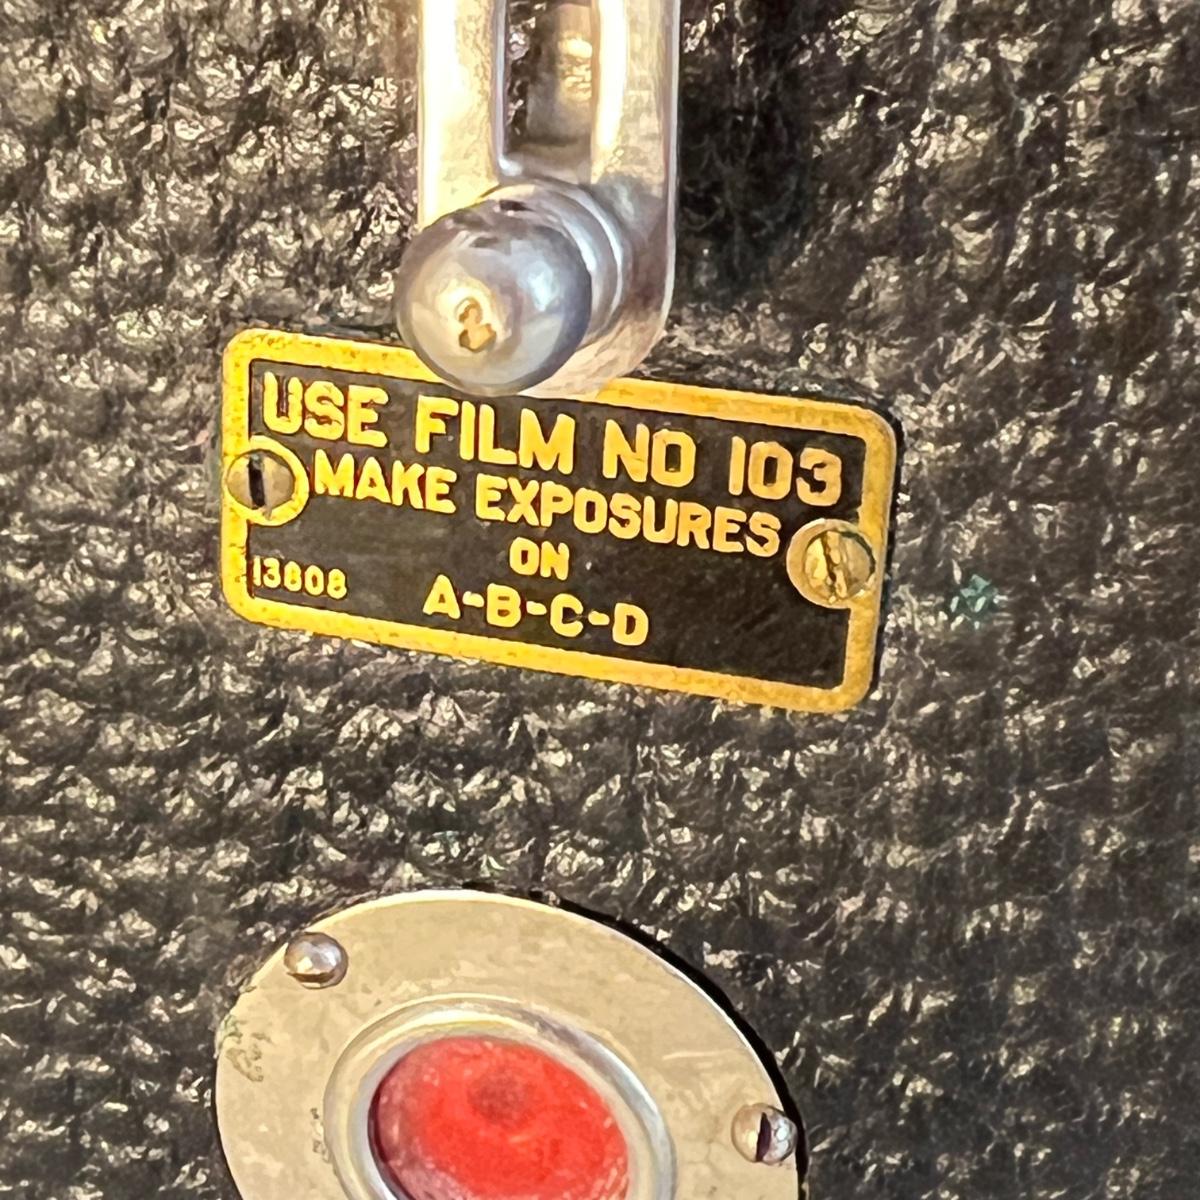 USE FILM NO 103
MAKE EXPOSURES
ON
13808 A-B-C-D